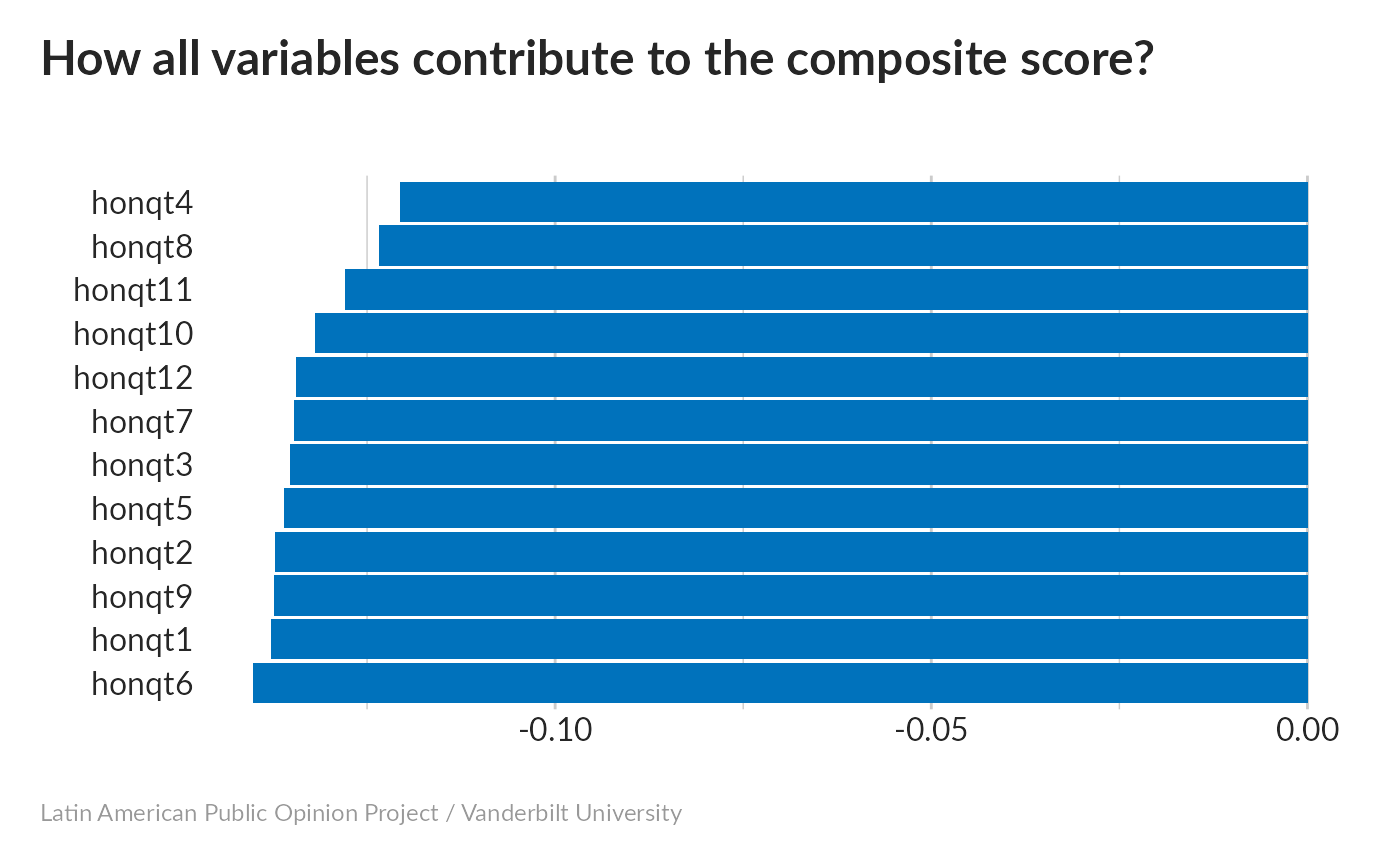 How all variables contribute to the composite score?
honqt4
honqt8
honqt11
honqt10
honqt12
honqt7
honqt3
honqt5
honqt2
honqt9
honqt1
honqt6
-0.10 -0.05 0.00
Latin American Public Opinion Project / Vanderbilt University